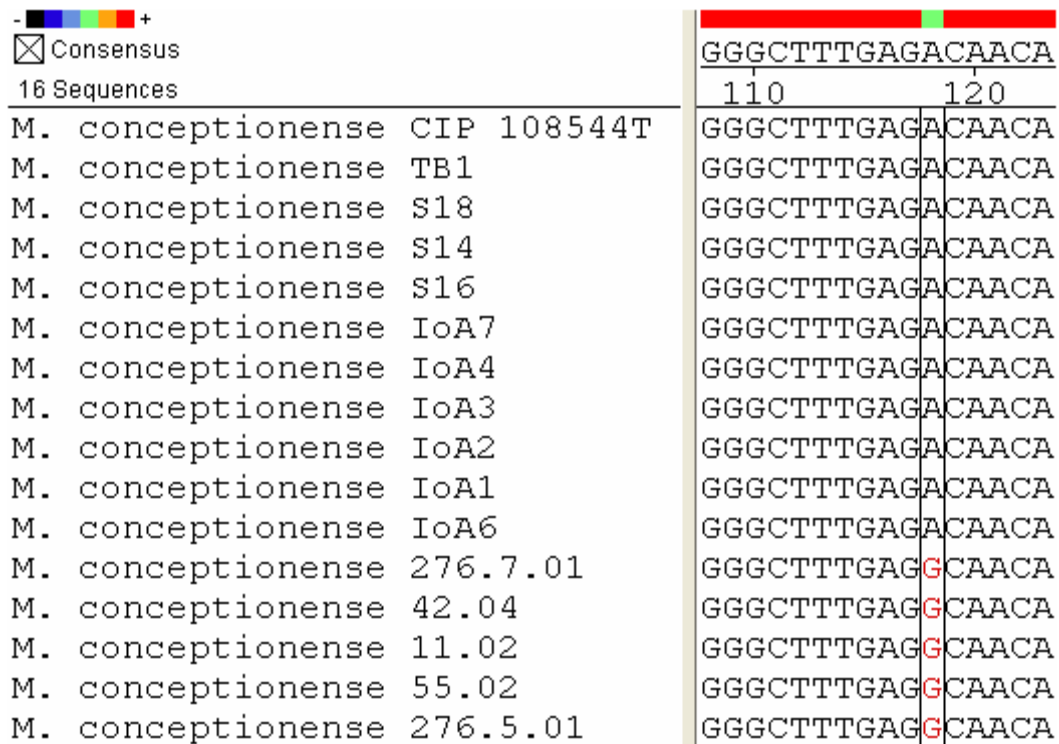 - +
Consensus GGGCTTTGAGACAACA
16 Sequences 110 120
M. conceptionense CIP 108544T GGGCTTTGAGACAACA
M. conceptionense TB1 GGGCTTTGAGACAACA
M. conceptionense S18 GGGCTTTGAGACAACA
M. conceptionense S14 GGGCTTTGAGACAACA
M. conceptionense S16 GGGCTTTGAGACAACA
M. conceptionense IoA7 GGGCTTTGAGACAACA
M. conceptionense IoA4 GGGCTTTGAGACAACA
M. conceptionense IoA3 GGGCTTTGAGACAACA
M. conceptionense IoA2 GGGCTTTGAGACAACA
M. conceptionense IoA1 GGGCTTTGAGACAACA
M. conceptionense IoA6 GGGCTTTGAGACAACA
M. conceptionense 276.7.01 GGGCTTTGAGGCAACA
M. conceptionense 42.04 GGGCTTTGAGGCAACA
M. conceptionense 11.02 GGGCTTTGAGGCAACA
M. conceptionense 55.02 GGGCTTTGAGGCAACA
M. conceptionense 276.5.01 GGGCTTTGAGGCAACA